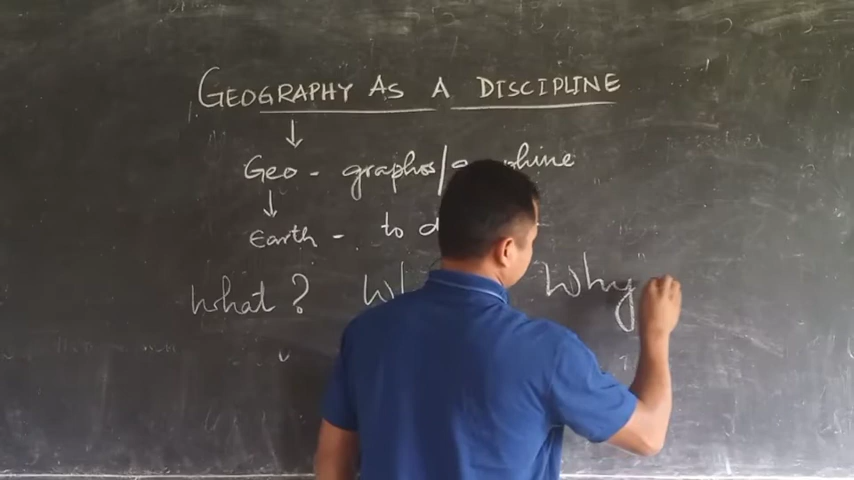 GEOGRAPHY AS A DISCIPLINE
Geo - graphos/
Earth - to
What? Why